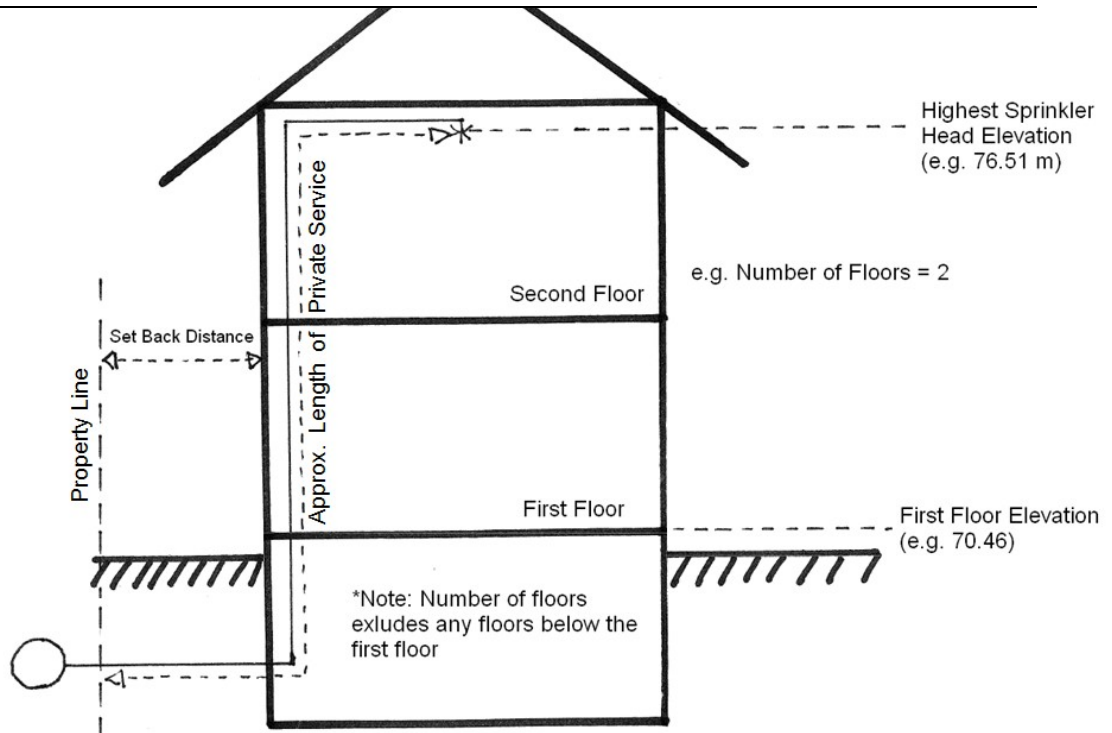 Highest Sprinkler
Head Elevation
(e.g. 76.51 m)
e.g. Number of Floors = 2
Second Floor
Set Back Distance
Property Line
Approx. Length of Private Service
First Floor
First Floor Elevation
(e.g. 70.46)
*Note: Number of floors
exludes any floors below the
first floor